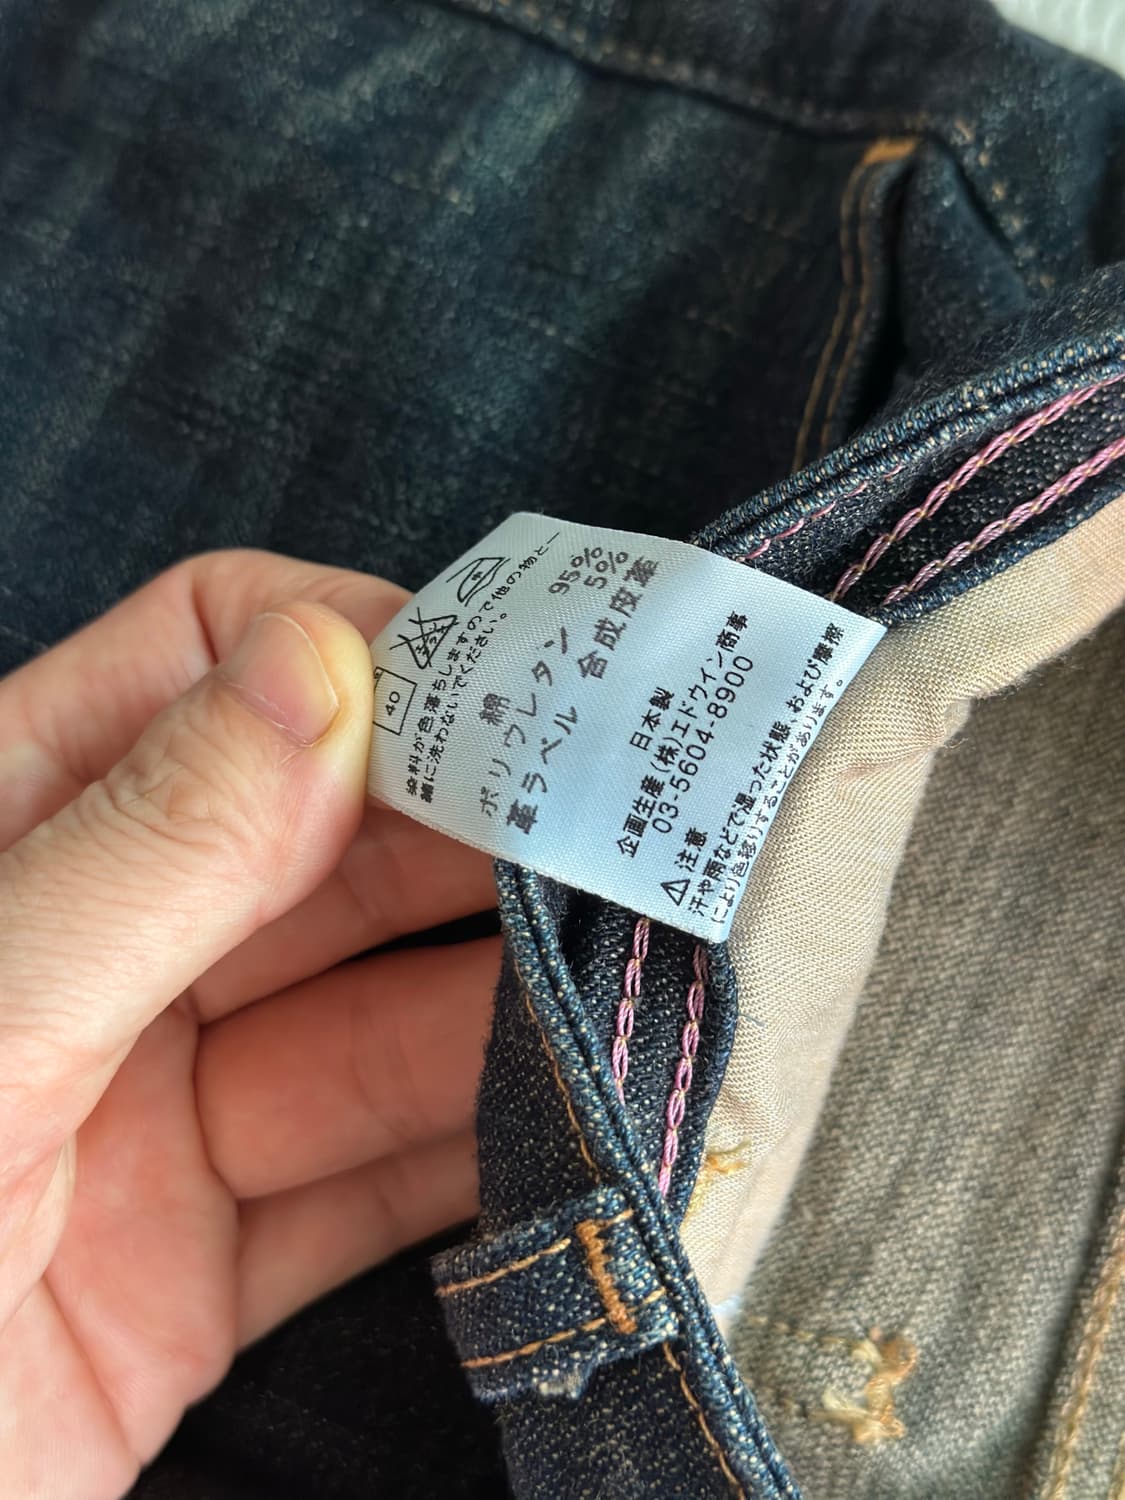 40
染料が色落ちしますので他の物と一
緒に洗わないでください。
綿 95%
ポリウレタン 5%
革ラベル 合成皮革
日本製
企画生産(株)エドウイン商事
03-5604-8900
⚠注意
汗や雨などで湿った状態、および摩擦
により色移りすることがあります。